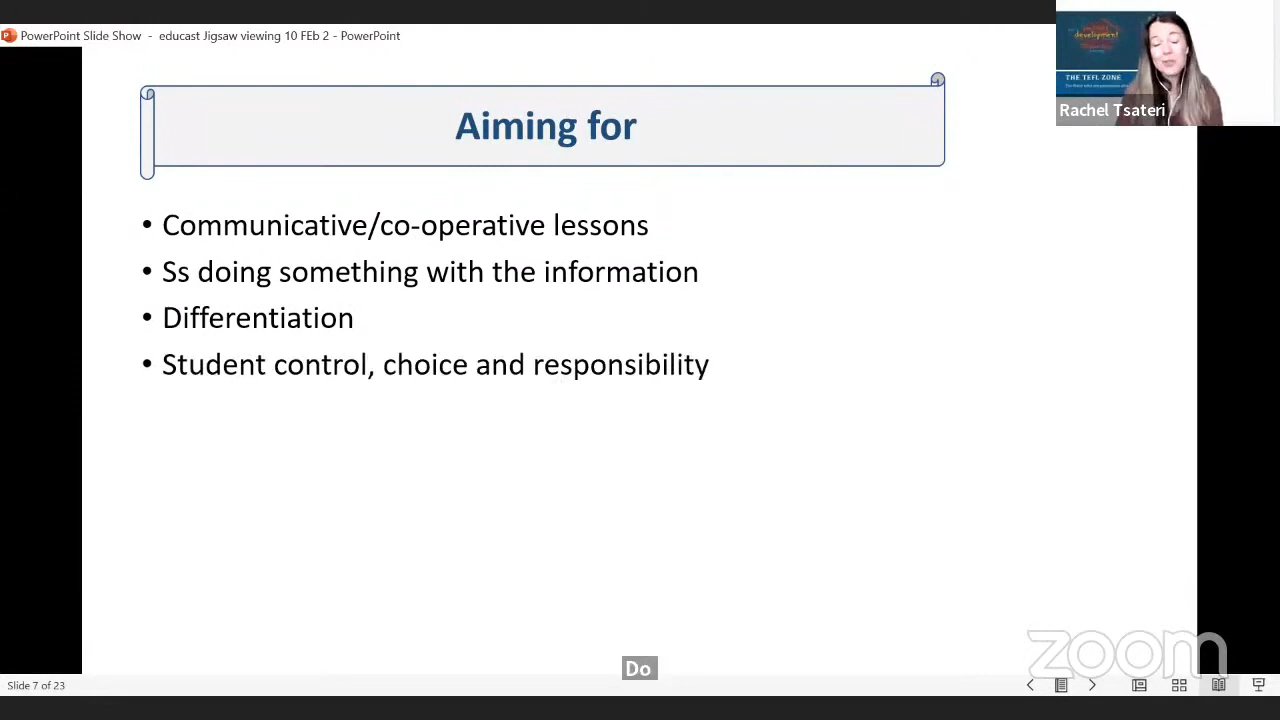 PowerPoint Slide Show - educast Jigsaw viewing 10 FEb 2 - PowerPoint
development
THE TEFL ZONE
Rachel Tsateri
Aiming for
• Communicative/co-operative lessons
• Ss doing something with the information
• Differentiation
• Student control, choice and responsibility
Do
zoom
Slide 7 of 23